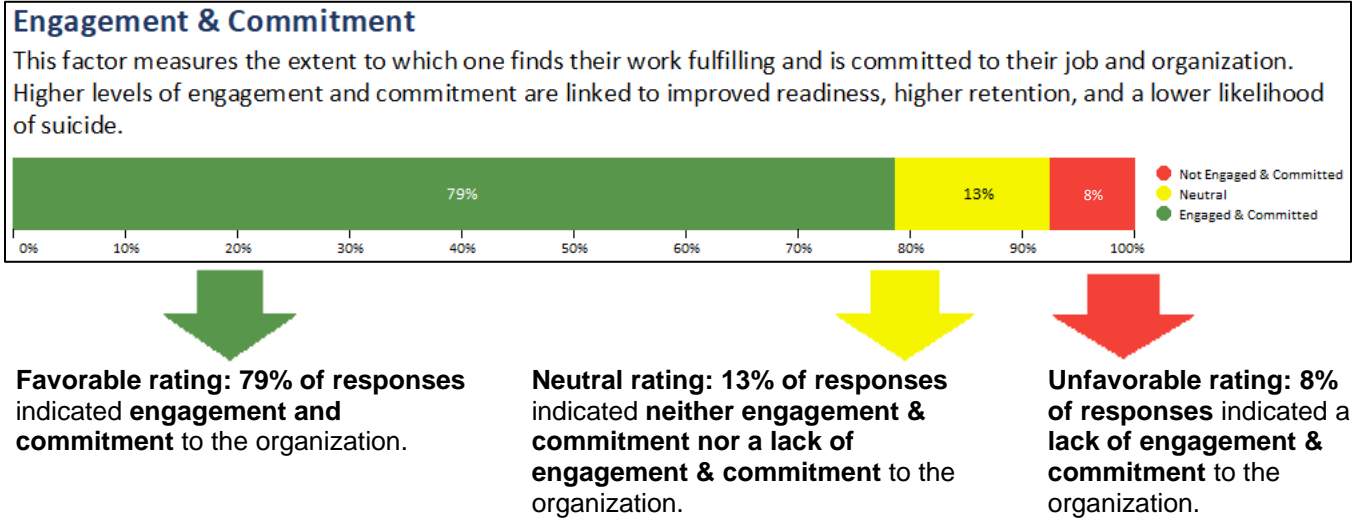 Engagement & Commitment
This factor measures the extent to which one finds their work fulfilling and is committed to their job and organization.
Higher levels of engagement and commitment are linked to improved readiness, higher retention, and a lower likelihood
of suicide.
79%
13%
8%
Not Engaged & Committed
Neutral
Engaged & Committed
0%
10%
20%
30%
40%
50%
60%
70%
80%
90%
100%
Favorable rating: 79% of responses
indicated engagement and
commitment to the organization.
Neutral rating: 13% of responses
indicated neither engagement &
commitment nor a lack of
engagement & commitment to the
organization.
Unfavorable rating: 8%
of responses indicated a
lack of engagement &
commitment to the
organization.